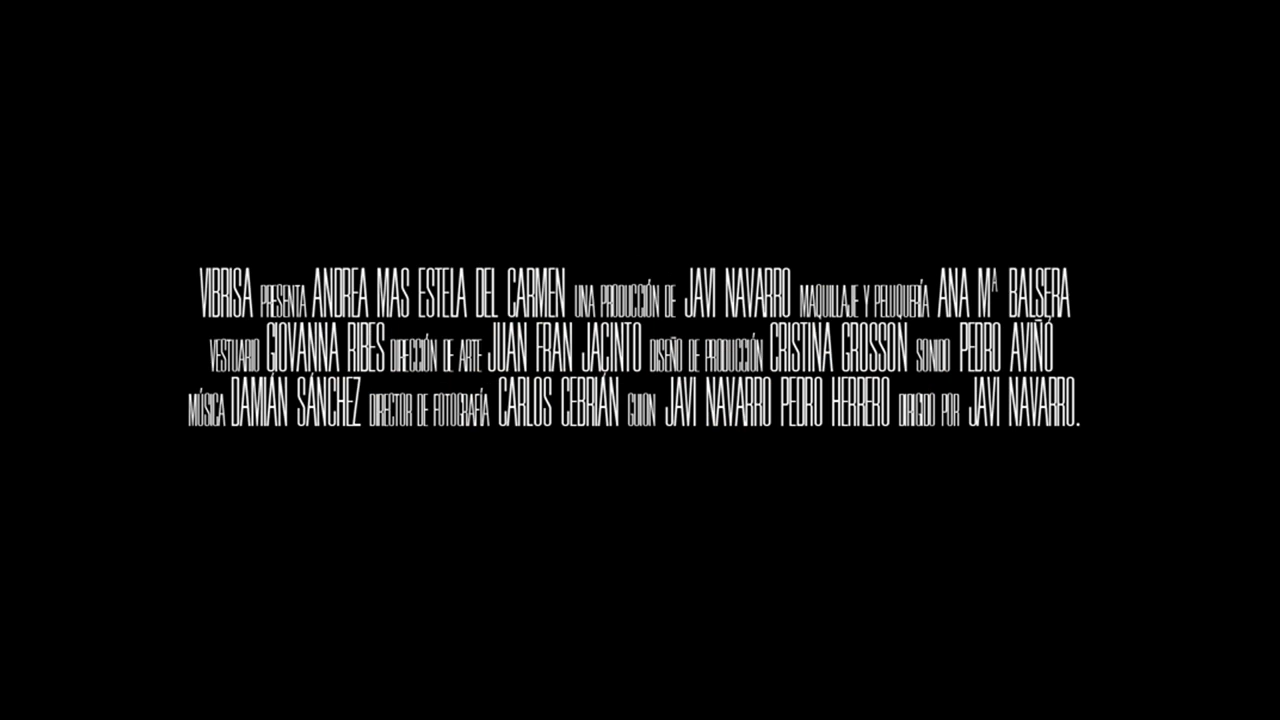 VIBRISA PRESENTA ANDREA MAS ESTELA DEL CARMEN UNA PRODUCCIÓN DE JAVI NAVARRO MAQUILLAJE Y PELUQUERÍA ANA Mª BALSERA
VESTUARIO GIOVANNA RIBES DIRECCIÓN DE ARTE JUAN FRAN JACINTO DISEÑO DE PRODUCCIÓN CRISTINA GROSSON SONIDO PEDRO AVIÑÓ
MÚSICA DAMIÁN SÁNCHEZ DIRECTOR DE FOTOGRAFÍA CARLOS CEBRIÁN GUIÓN JAVI NAVARRO PEDRO HERRERO DIRIGIDO POR JAVI NAVARRO.